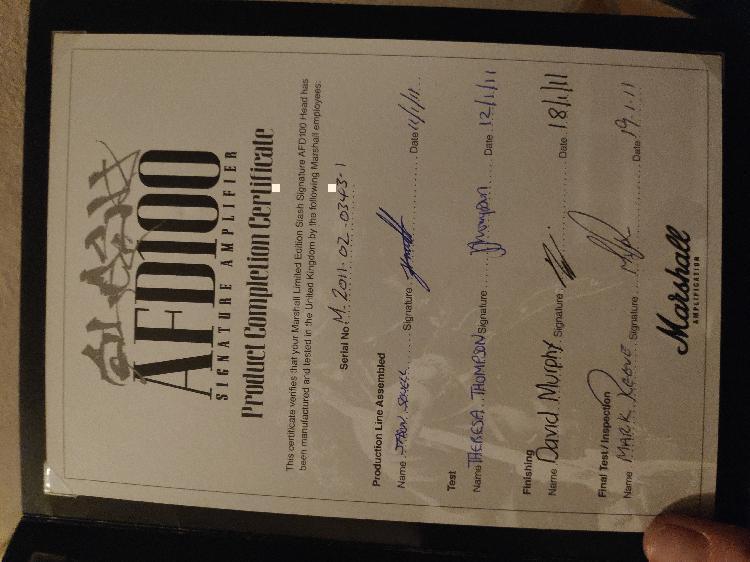 AFD100
SIGNATURE AMPLIFIER
Product Completion Certificate
This certificate verifies that your Marshall Limited Edition Slash Signature AFD100 Head has
been manufactured and tested in the United Kingdom by the following Marshall employees:
Serial No M. 2011. 02. 0343. 1
Production Line Assembled
Name Signature Date 11/1/11
Test
Name THERESA THOMPSON Signature Date 12/1/11
Finishing
Name David Murphy Signature Date 18/1/11
Final Test / Inspection
Name MARK Keeve Signature Date 19.1.11
Marshall
AMPLIFICATION